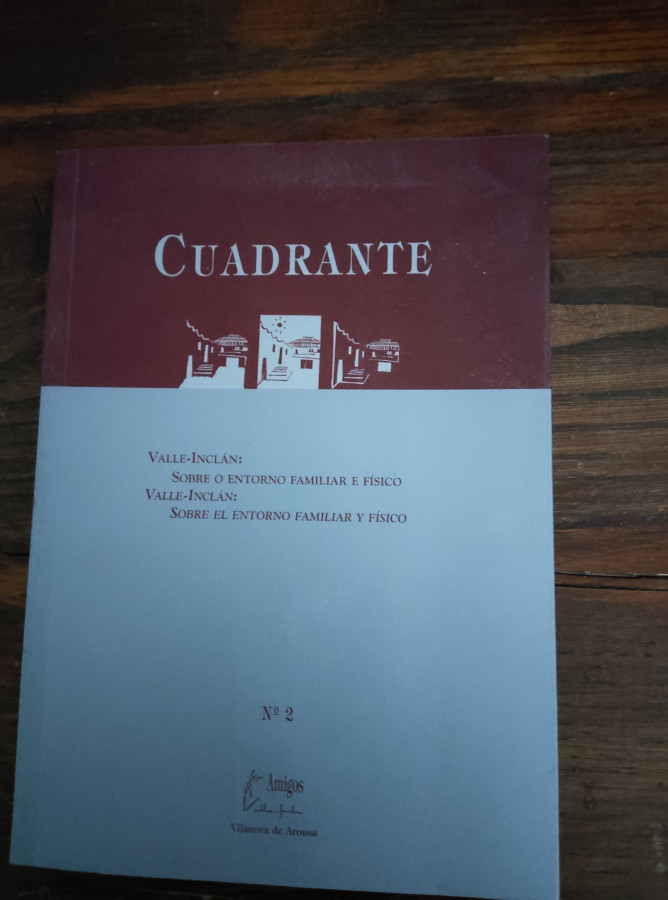 CUADRANTE
VALLE-INCLÁN:
SOBRE O ENTORNO FAMILIAR E FÍSICO
VALLE-INCLÁN:
SOBRE EL ENTORNO FAMILIAR Y FÍSICO
Nº 2
Amigos
Vilanova de Arousa